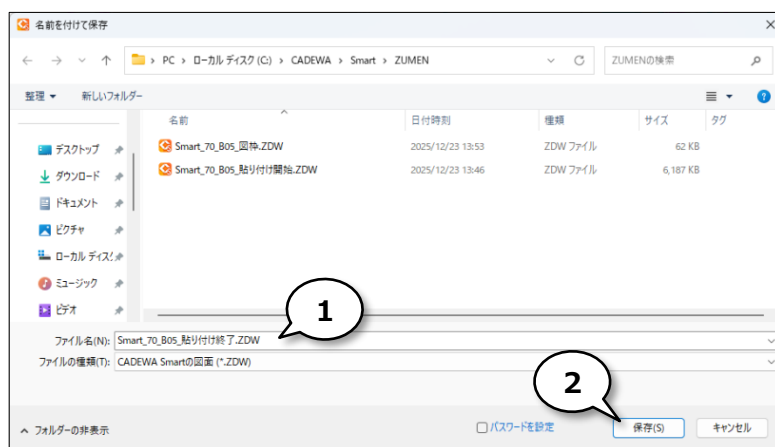 名前を付けて保存
PC › ローカル ディスク (C:) › CADEWA › Smart › ZUMEN
ZUMENの検索
整理 新しいフォルダー
名前 日付時刻 種類 サイズ タグ
デスクトップ
ダウンロード
ドキュメント
ピクチャ
ローカル ディス
ミュージック
ビデオ
Smart_70_B05_図枠.ZDW 2025/12/23 13:53 ZDW ファイル 62 KB
Smart_70_B05_貼り付け開始.ZDW 2025/12/23 13:46 ZDW ファイル 6,187 KB
1
ファイル名(N): Smart_70_B05_貼り付け終了.ZDW
ファイルの種類(T): CADEWA Smartの図面 (*.ZDW)
2
フォルダーの非表示
パスワードを設定
保存(S)
キャンセル